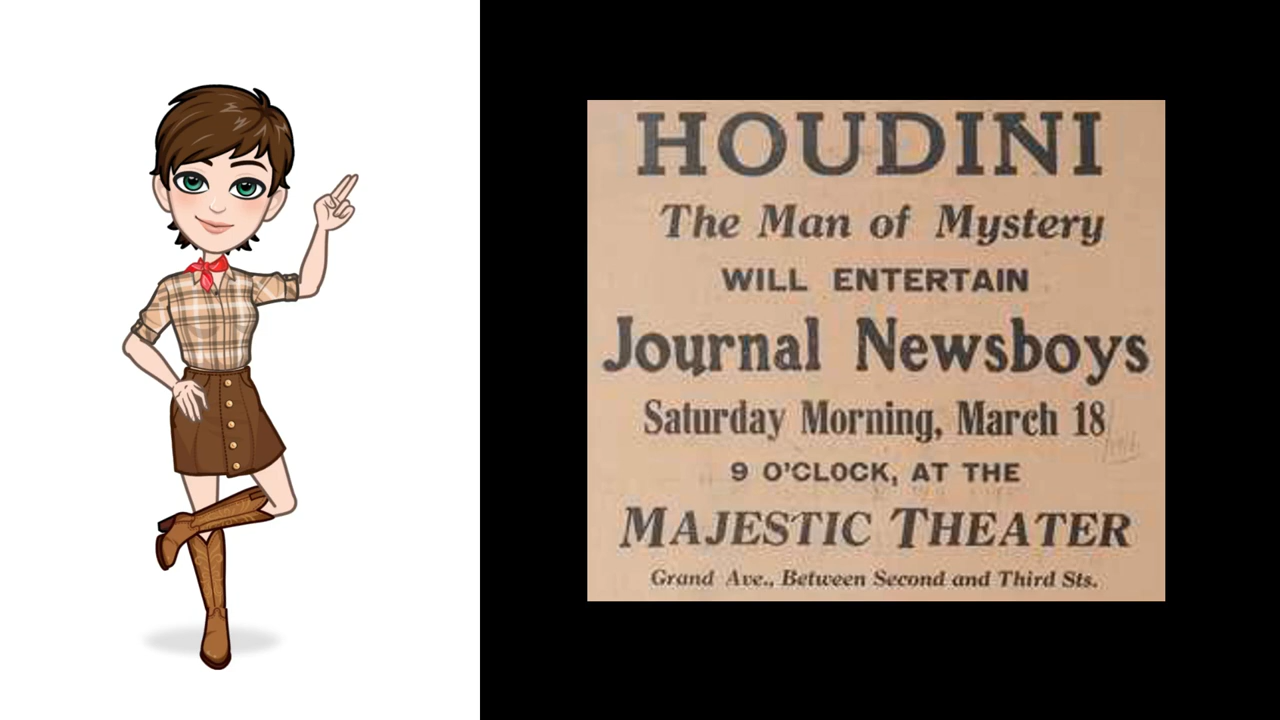 HOUDINI
The Man of Mystery
WILL ENTERTAIN
Journal Newsboys
Saturday Morning, March 18
9 O'CLOCK, AT THE
MAJESTIC THEATER
Grand Ave., Between Second and Third Sts.